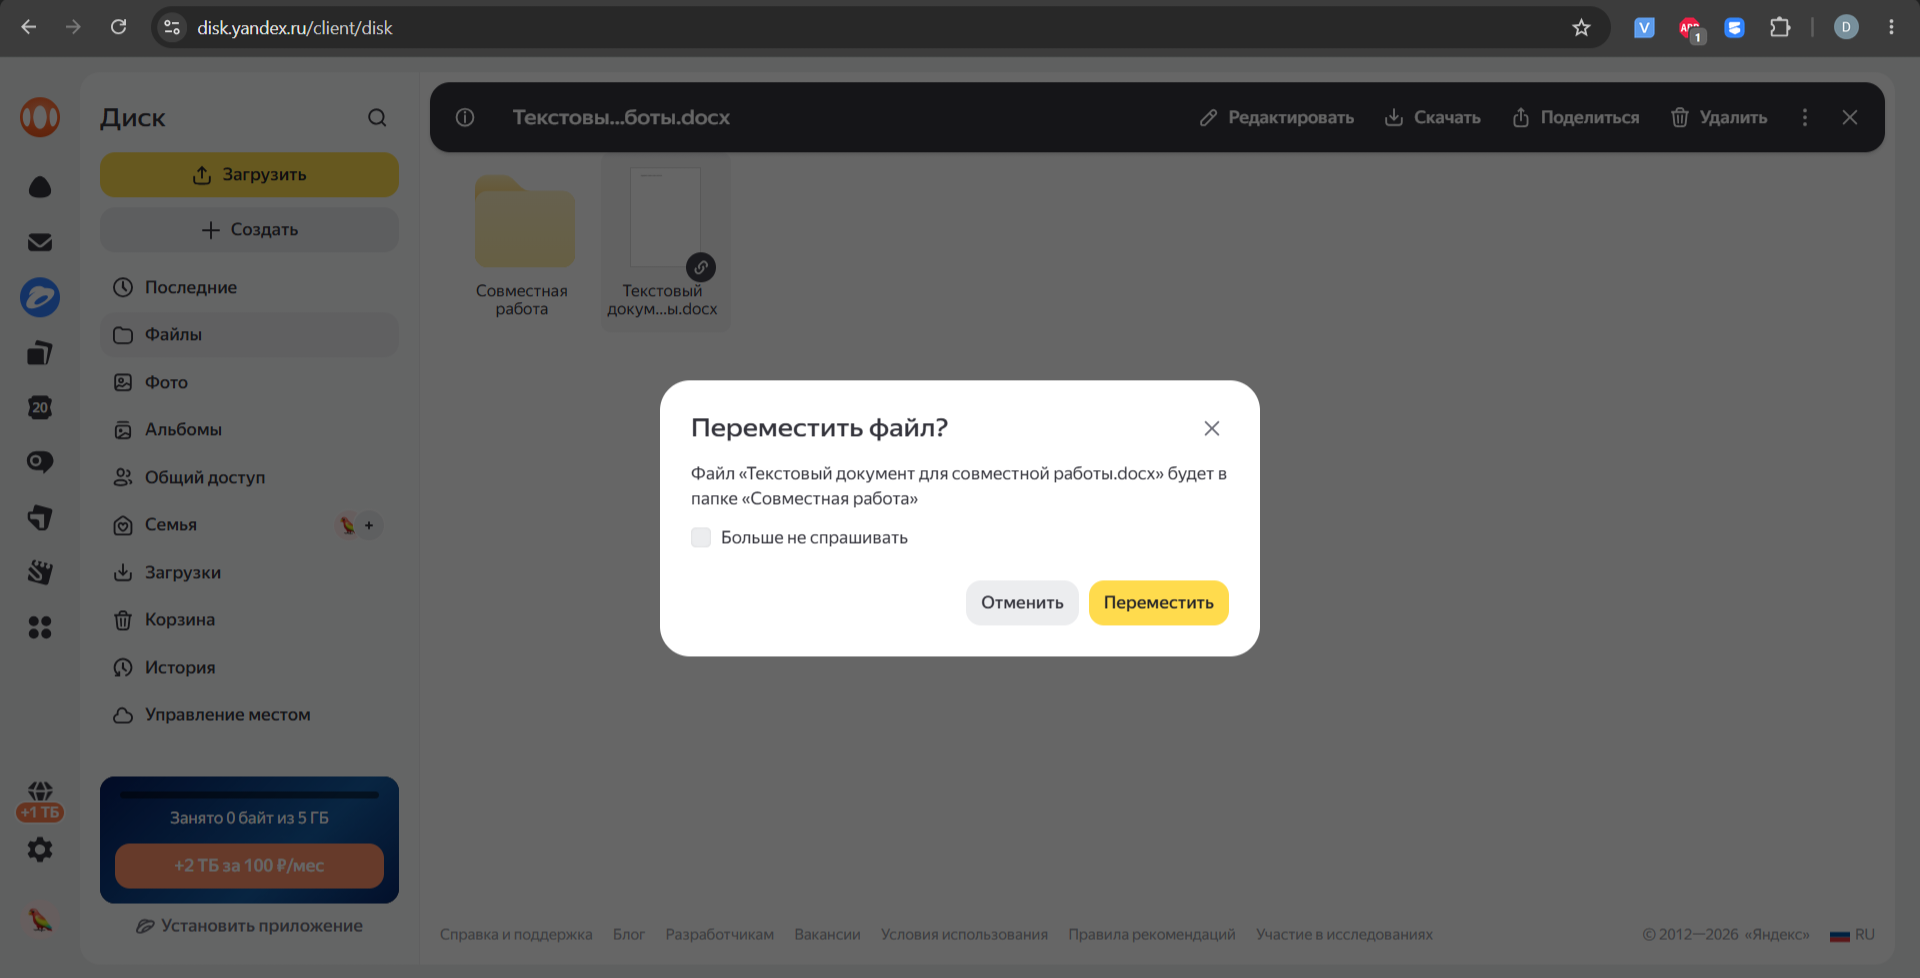 disk.yandex.ru/client/disk
V
ABP
1
D
Диск
Текстовы...боты.docx
Редактировать
Скачать
Поделиться
Удалить
Загрузить
Создать
Последние
Файлы
Фото
Альбомы
Общий доступ
Семья
+
Загрузки
Корзина
История
Управление местом
20
+1 ТБ
Занято 0 байт из 5 ГБ
+2 ТБ за 100 ₽/мес
Установить приложение
Совместная
работа
Текстовый
докум...ы.docx
Переместить файл?
Файл «Текстовый документ для совместной работы.docx» будет в
папке «Совместная работа»
Больше не спрашивать
Отменить
Переместить
Справка и поддержка
Блог
Разработчикам
Вакансии
Условия использования
Правила рекомендаций
Участие в исследованиях
© 2012—2026 «Яндекс»
RU